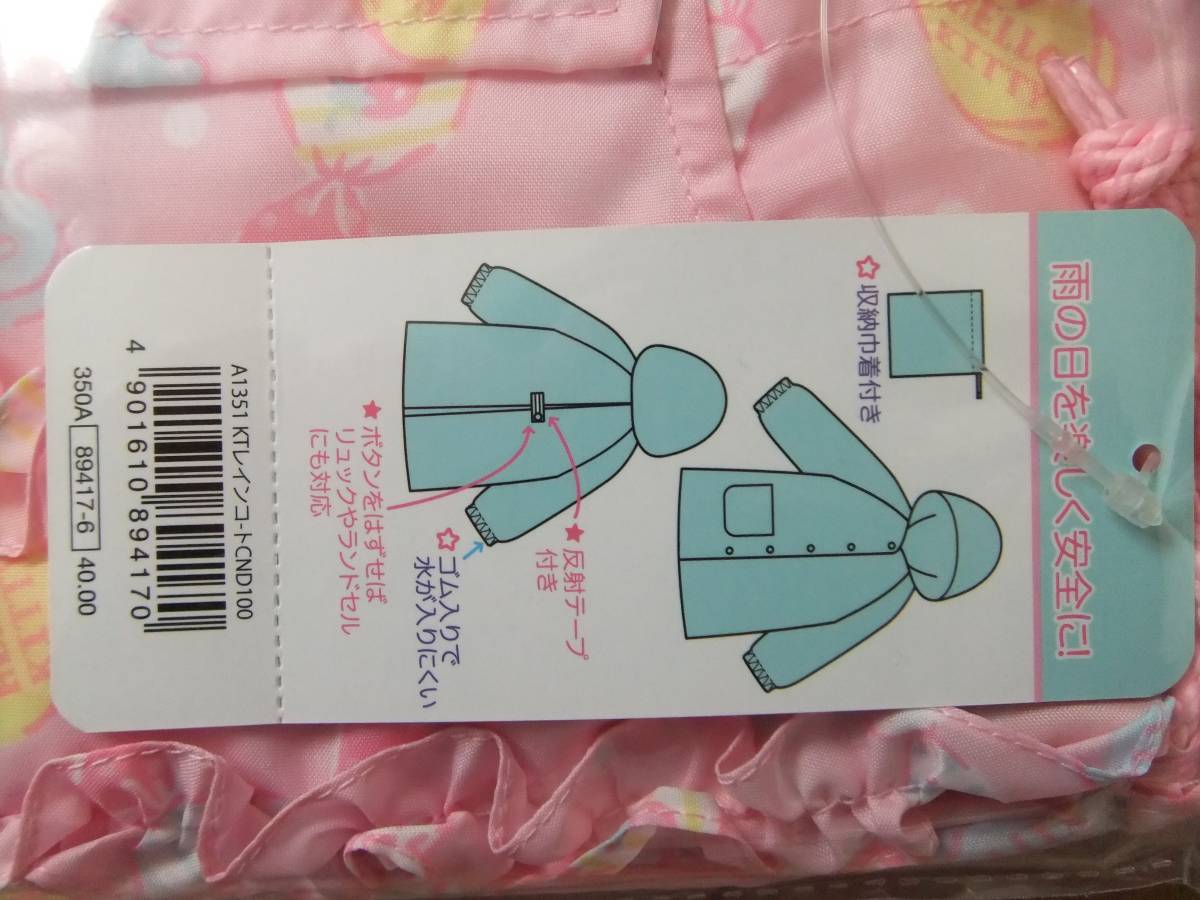 雨の日を楽しく安全に!
☆収納巾着付き
★反射テープ
付き
☆ゴム入りで
水が入りにくい
★ボタンをはずせば
リュックやランドセル
にも対応
A1351 KTレインコートCND100
4 901610 894170
350A 89417-6 40.00
HELLO
KITTY